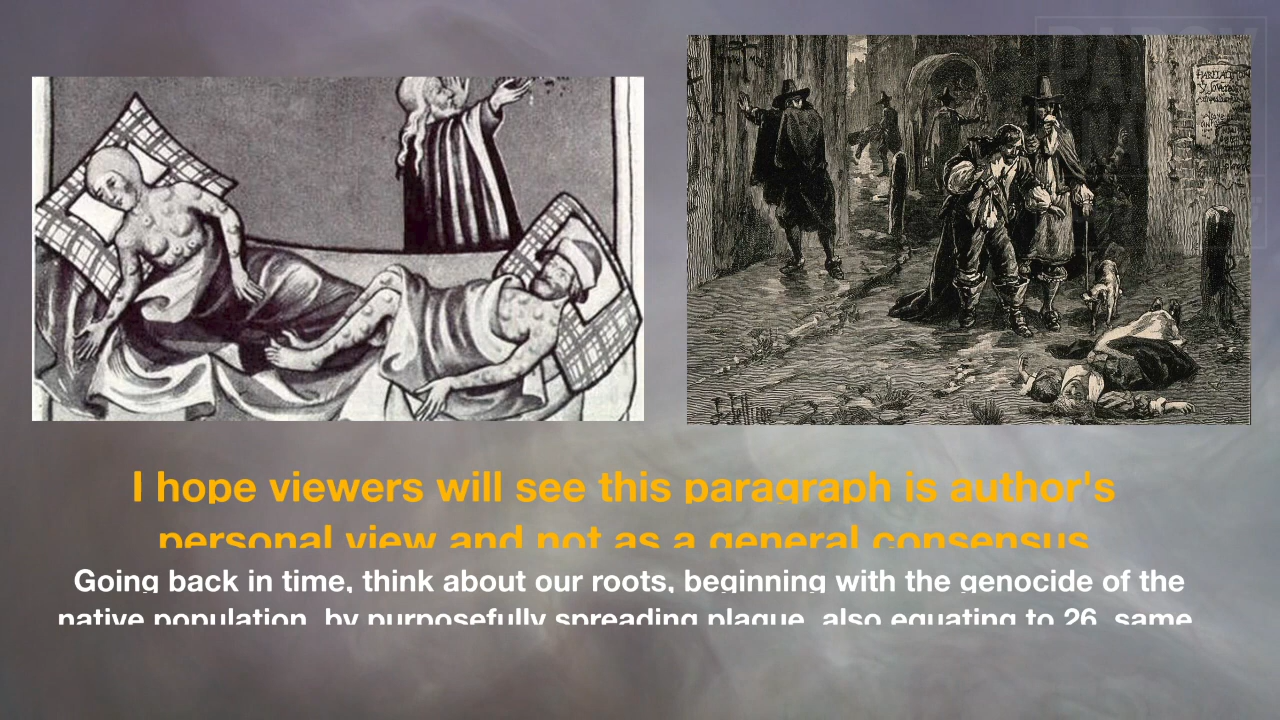 I hope viewers will see this paragraph is author's
personal view and not as a general consensus
Going back in time, think about our roots, beginning with the genocide of the
native population, by purposefully spreading plague, also equating to 26, same